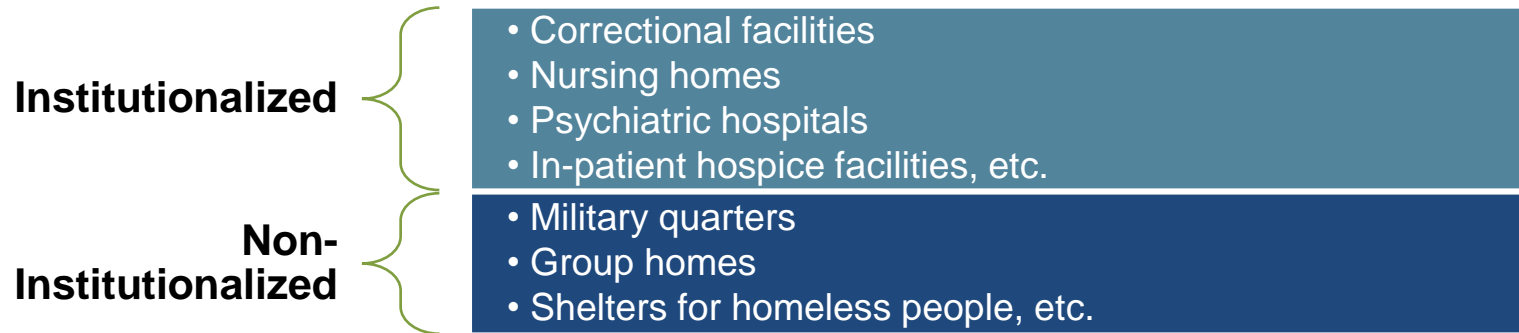 Institutionalized
• Correctional facilities
• Nursing homes
• Psychiatric hospitals
• In-patient hospice facilities, etc.
Non-
Institutionalized
• Military quarters
• Group homes
• Shelters for homeless people, etc.